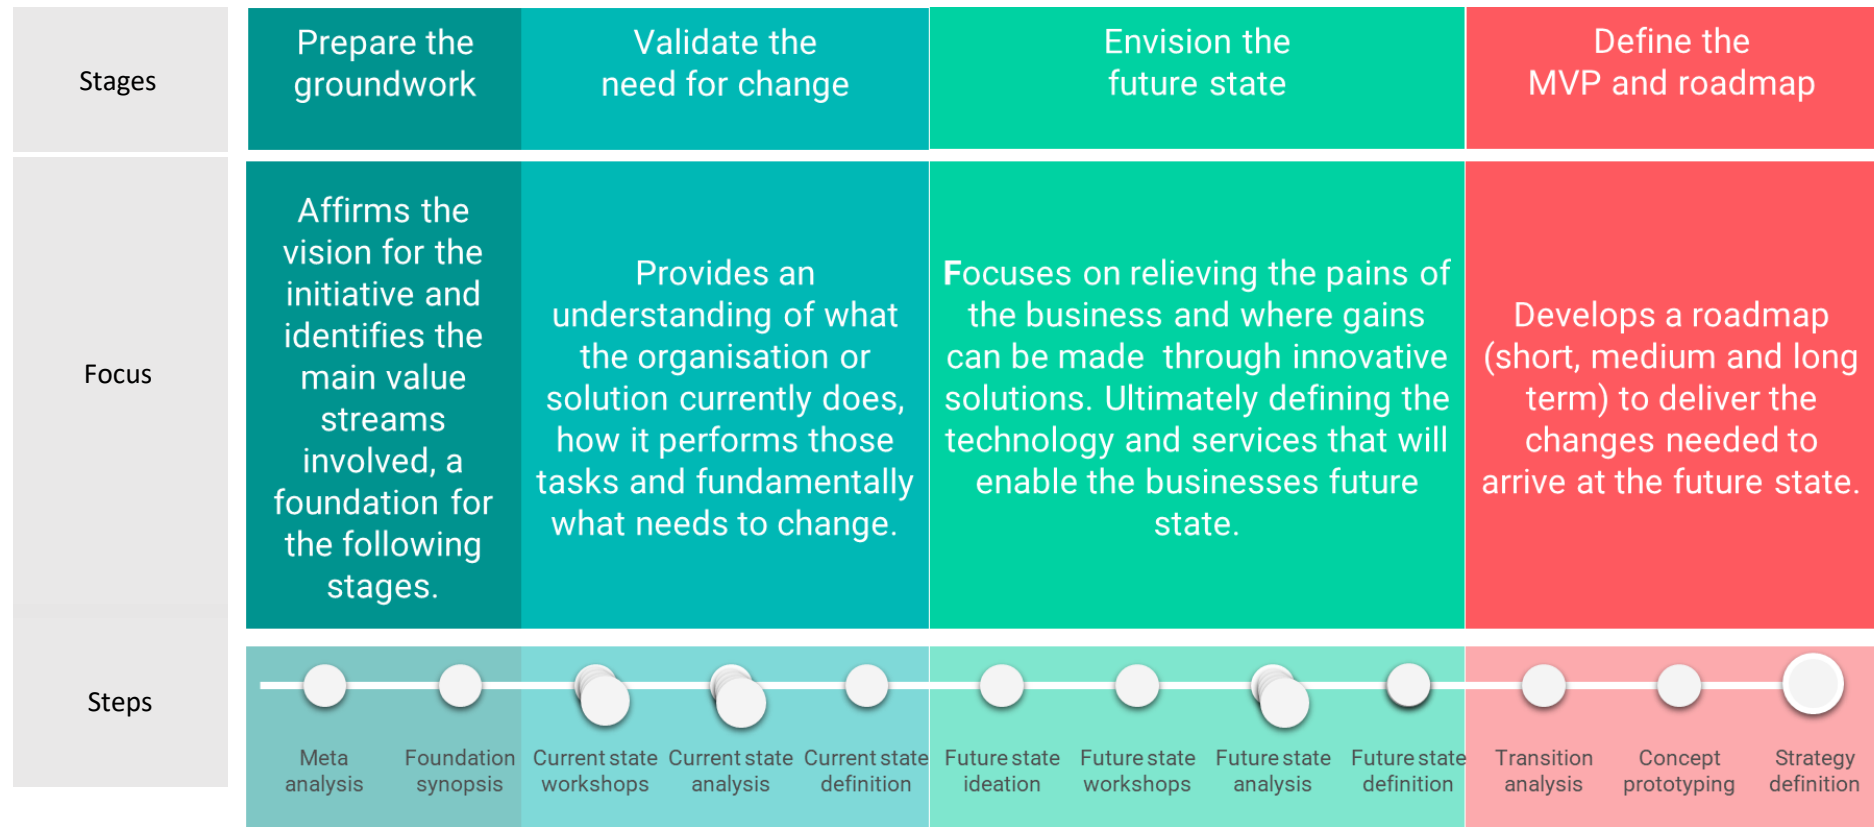 Stages
Prepare the
groundwork
Validate the
need for change
Envision the
future state
Define the
MVP and roadmap
Focus
Affirms the
vision for the
initiative and
identifies the
main value
streams
involved, a
foundation for
the following
stages.
Provides an
understanding of what
the organisation or
solution currently does,
how it performs those
tasks and fundamentally
what needs to change.
Focuses on relieving the pains of
the business and where gains
can be made  through innovative
solutions. Ultimately defining the
technology and services that will
enable the businesses future
state.
Develops a roadmap
(short, medium and long
term) to deliver the
changes needed to
arrive at the future state.
Steps
Meta
analysis
Foundation
synopsis
Current state
workshops
Current state
analysis
Current state
definition
Future state
ideation
Future state
workshops
Future state
analysis
Future state
definition
Transition
analysis
Concept
prototyping
Strategy
definition